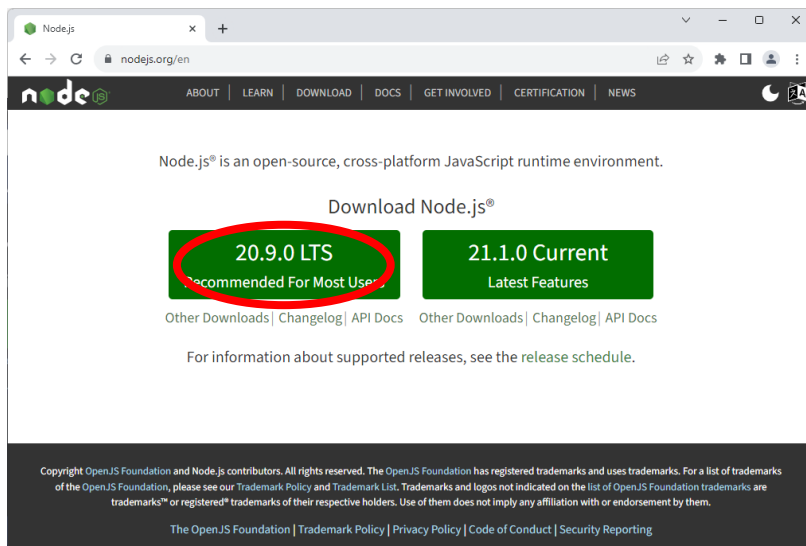 Node.js
nodejs.org/en
node JS
ABOUT | LEARN | DOWNLOAD | DOCS | GET INVOLVED | CERTIFICATION | NEWS
Node.js® is an open-source, cross-platform JavaScript runtime environment.
Download Node.js®
20.9.0 LTS
Recommended For Most Users
21.1.0 Current
Latest Features
Other Downloads | Changelog | API Docs
Other Downloads | Changelog | API Docs
For information about supported releases, see the release schedule.
Copyright OpenJS Foundation and Node.js contributors. All rights reserved. The OpenJS Foundation has registered trademarks and uses trademarks. For a list of trademarks
of the OpenJS Foundation, please see our Trademark Policy and Trademark List. Trademarks and logos not indicated on the list of OpenJS Foundation trademarks are
trademarks™ or registered® trademarks of their respective holders. Use of them does not imply any affiliation with or endorsement by them.
The OpenJS Foundation | Trademark Policy | Privacy Policy | Code of Conduct | Security Reporting